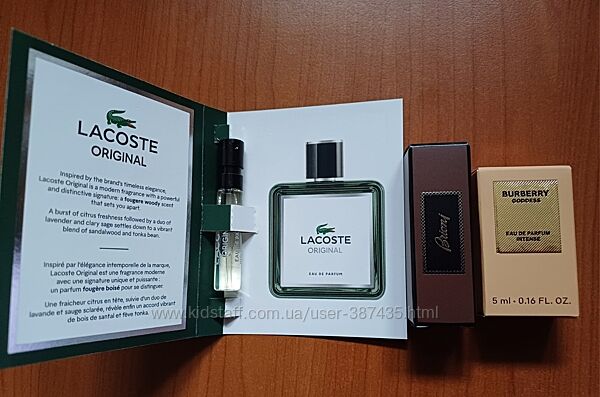 LACOSTE
ORIGINAL
Inspired by the brand's timeless elegance,
Lacoste Original is a modern fragrance with a powerful
and distinctive signature: a fougere woody scent
that sets you apart.
A burst of citrus freshness followed by a duo of
lavender and clary sage settles down to a vibrant
blend of sandalwood and tonka bean.
Inspiré par l'élégance intemporelle de la marque,
Lacoste Original est une fragrance moderne
avec une signature unique et puissante :
un parfum fougère boisé pour se distinguer.
Une fraîcheur citrus en tête, suivie d'un duo de
lavande et sauge sclarée, révèle enfin un accord vibrant
de bois de santal et fève tonka.
LACOSTE
ORIGINAL
EAU DE PARFUM
Brioni
BURBERRY
GODDESS
EAU DE PARFUM
INTENSE
5 ml - 0.16 FL. OZ.
www.kidstaff.com.ua/user-387435.html